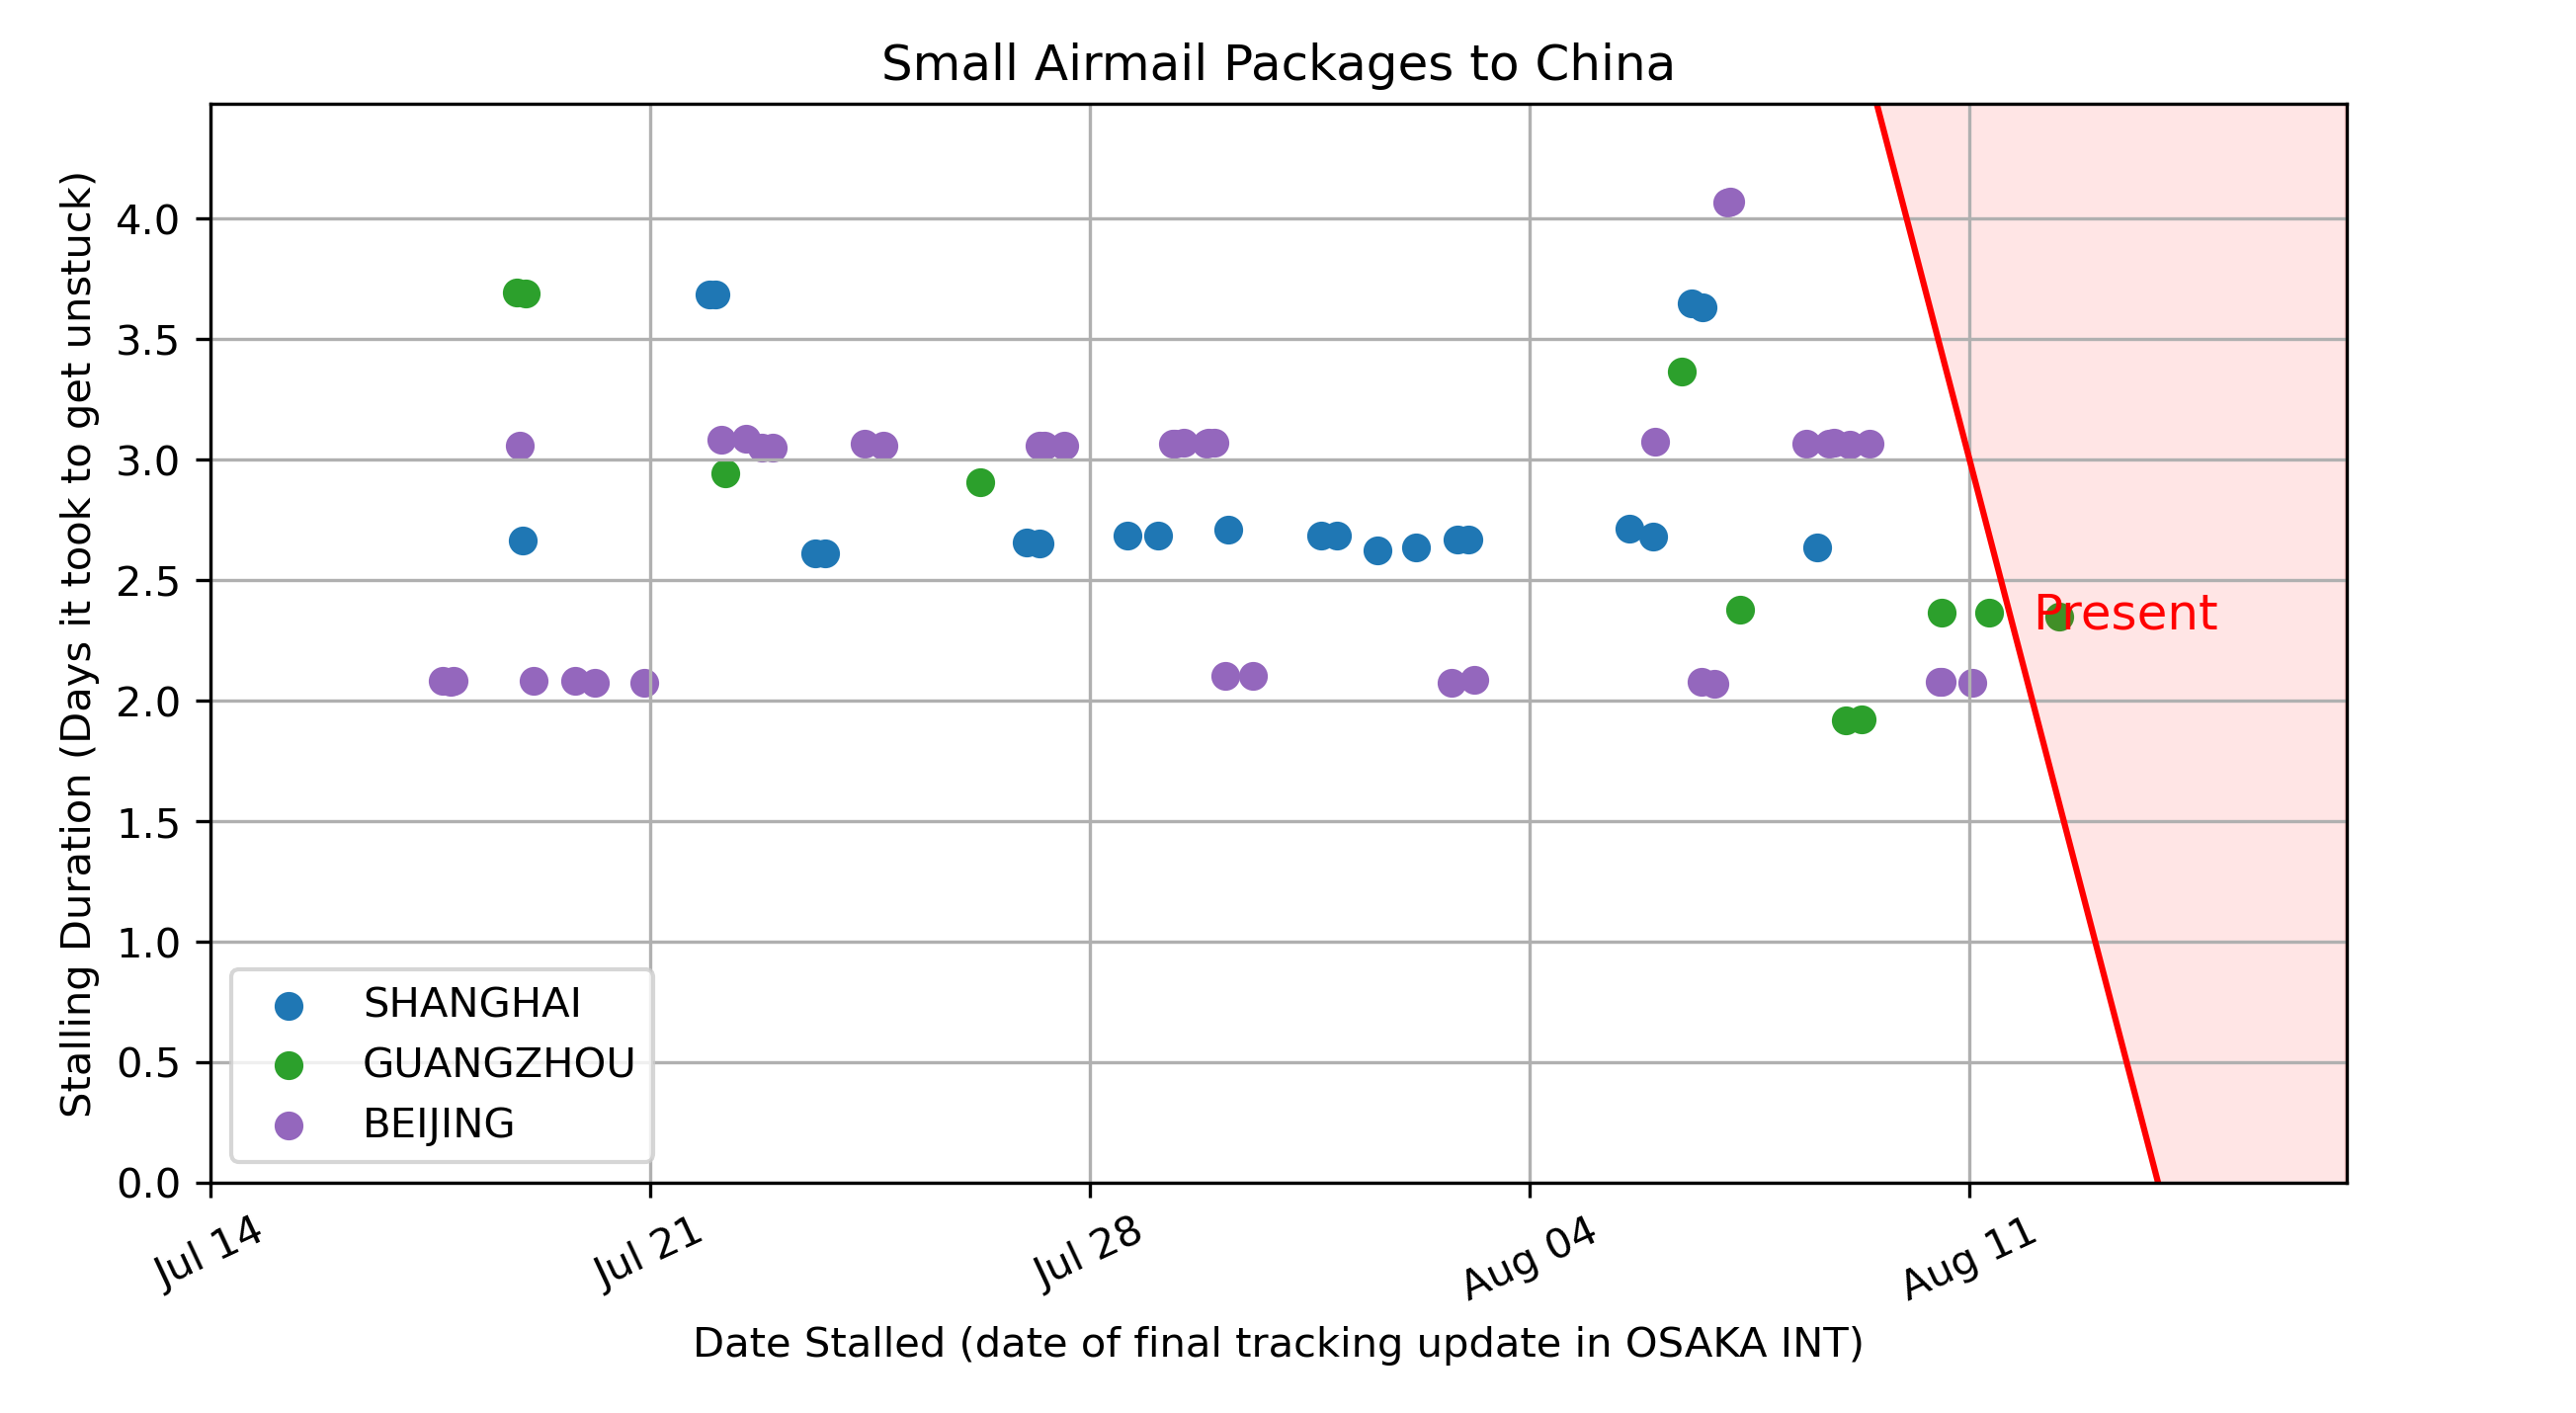 Small Airmail Packages to China
Stalling Duration (Days it took to get unstuck)
4.0
3.5
3.0
2.5
2.0
1.5
1.0
0.5
0.0
Present
SHANGHAI
GUANGZHOU
BEIJING
Jul 14
Jul 21
Jul 28
Aug 04
Aug 11
Date Stalled (date of final tracking update in OSAKA INT)